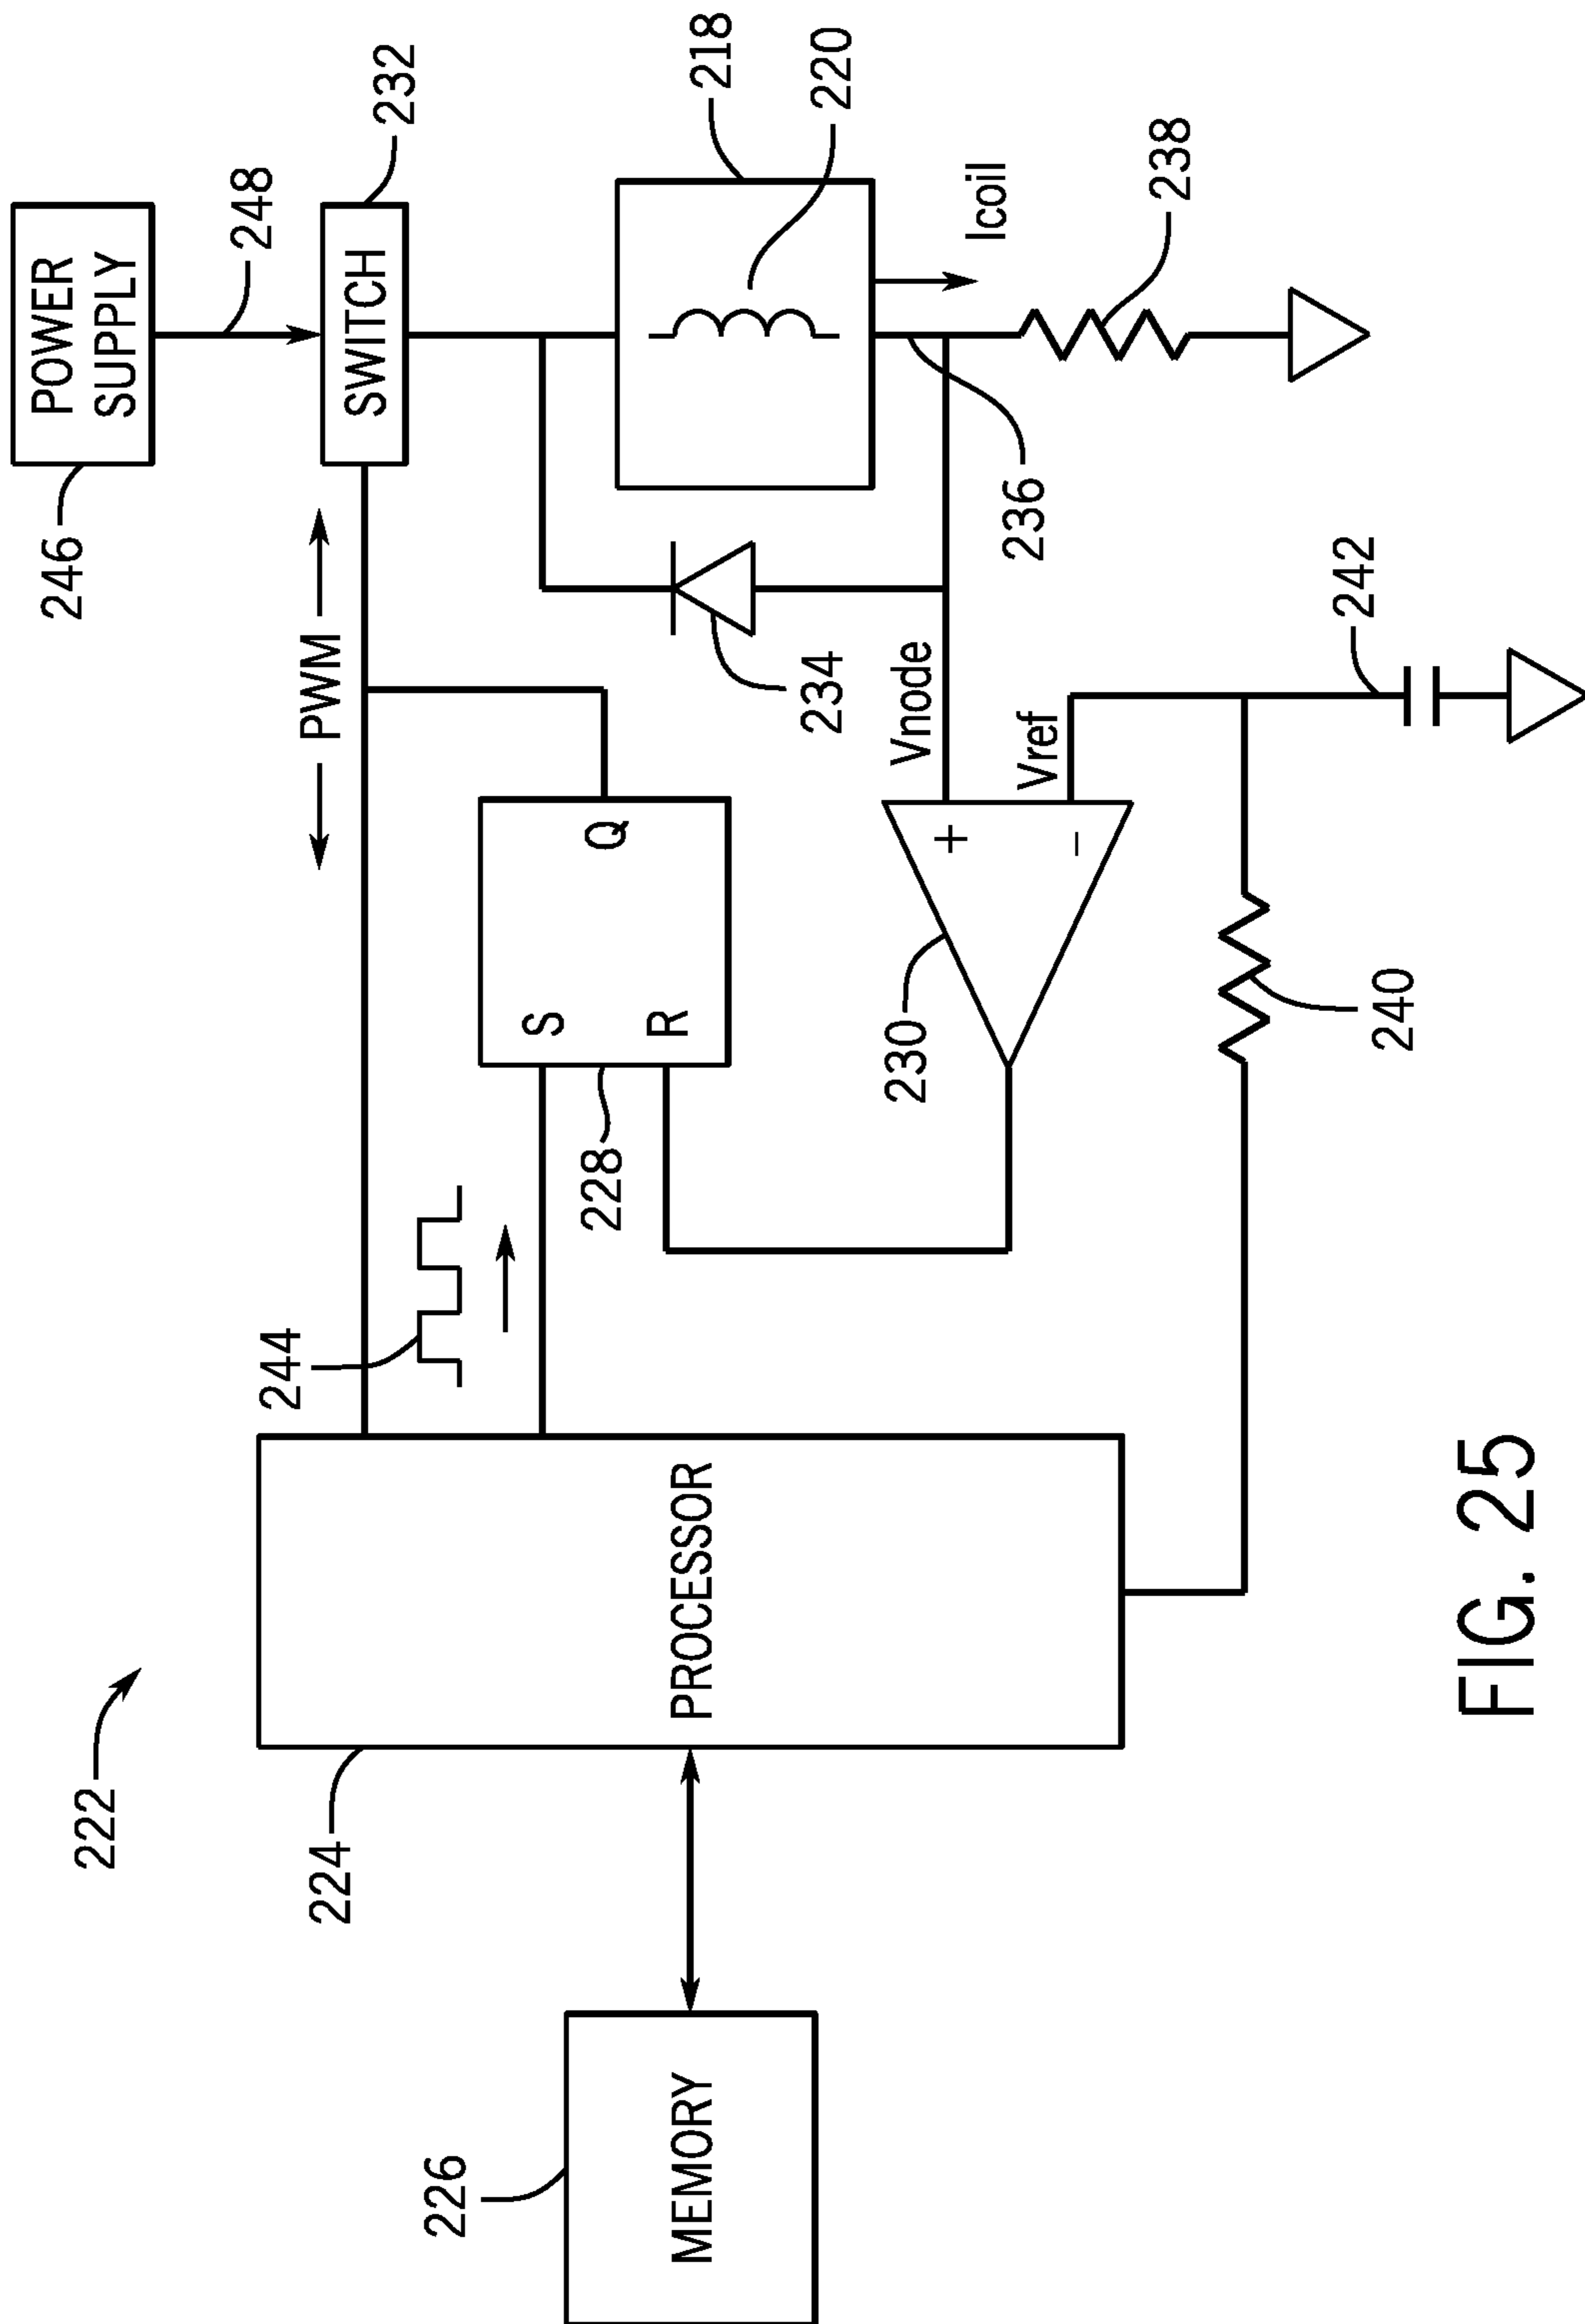 222
224
226
MEMORY
PROCESSOR
244
228
S
R
Q
PWM
246
POWER
SUPPLY
248
232
SWITCH
218
220
234
Vnode
Vref
+
−
230
236
Icoil
238
240
242
FIG. 25